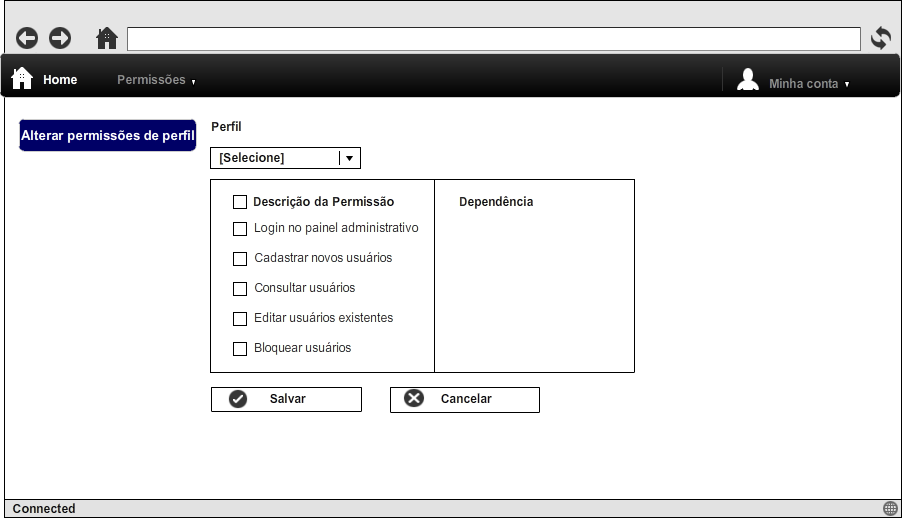 Home
Permissões
Minha conta
Alterar permissões de perfil
Perfil
[Selecione]
Descrição da Permissão
Dependência
Login no painel administrativo
Cadastrar novos usuários
Consultar usuários
Editar usuários existentes
Bloquear usuários
Salvar
Cancelar
Connected